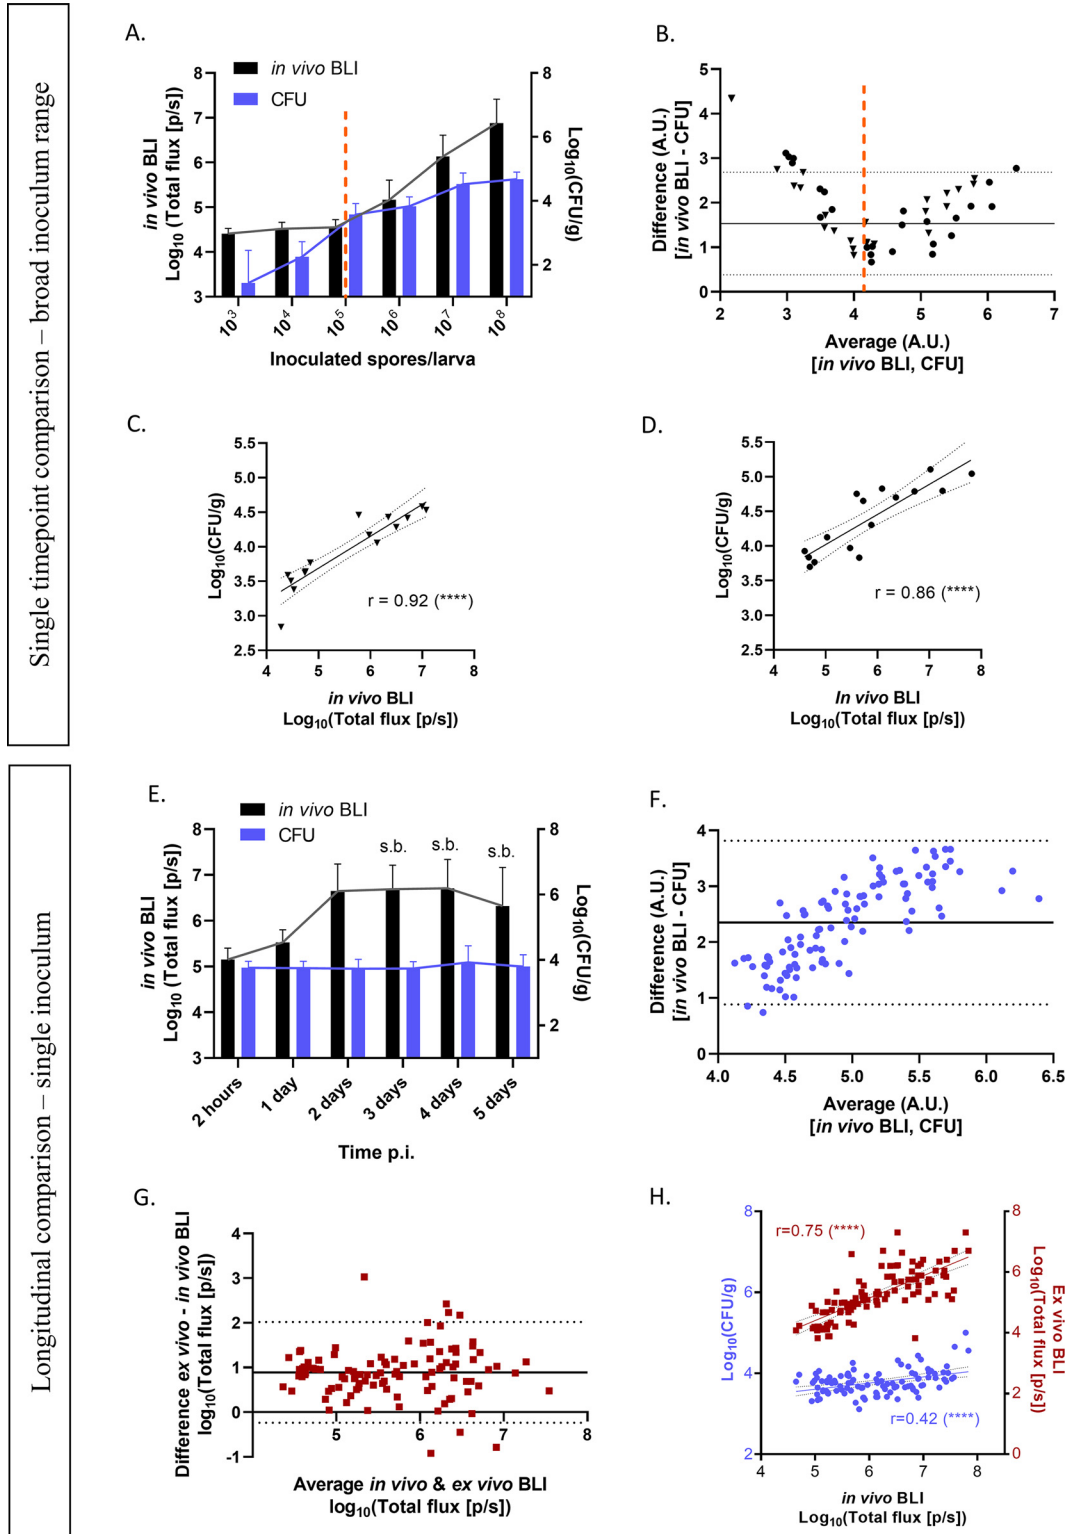 Single timepoint comparison – broad inoculum range
A.
in vivo BLI
CFU
in vivo BLI
Log10 (Total flux [p/s])
8
7
6
5
4
3
Log10(CFU/g)
8
6
4
2
10^3
10^4
10^5
10^6
10^7
10^8
Inoculated spores/larva
B.
Difference (A.U.)
[in vivo BLI - CFU]
5
4
3
2
1
0
2
3
4
5
6
7
Average (A.U.)
[in vivo BLI, CFU]
C.
Log10(CFU/g)
5.5
5.0
4.5
4.0
3.5
3.0
2.5
r = 0.92 (****)
4
5
6
7
8
in vivo BLI
Log10(Total flux [p/s])
D.
Log10(CFU/g)
5.5
5.0
4.5
4.0
3.5
3.0
2.5
r = 0.86 (****)
4
5
6
7
8
In vivo BLI
Log10(Total flux [p/s])
Longitudinal comparison – single inoculum
E.
in vivo BLI
CFU
in vivo BLI
Log10 (Total flux [p/s])
8
7
6
5
4
3
s.b.
s.b.
s.b.
Log10(CFU/g)
8
6
4
2
2 hours
1 day
2 days
3 days
4 days
5 days
Time p.i.
F.
Difference (A.U.)
[in vivo BLI - CFU]
4
3
2
1
0
4.0
4.5
5.0
5.5
6.0
6.5
Average (A.U.)
[in vivo BLI, CFU]
G.
Difference ex vivo - in vivo BLI
log10(Total flux [p/s])
4
3
2
1
0
-1
5
6
7
8
Average in vivo & ex vivo BLI
log10(Total flux [p/s])
H.
Log10(CFU/g)
8
6
4
2
r=0.75 (****)
r=0.42 (****)
8
6
4
2
0
Ex vivo BLI
Log10(Total flux [p/s])
4
5
6
7
8
in vivo BLI
Log10(Total flux [p/s])